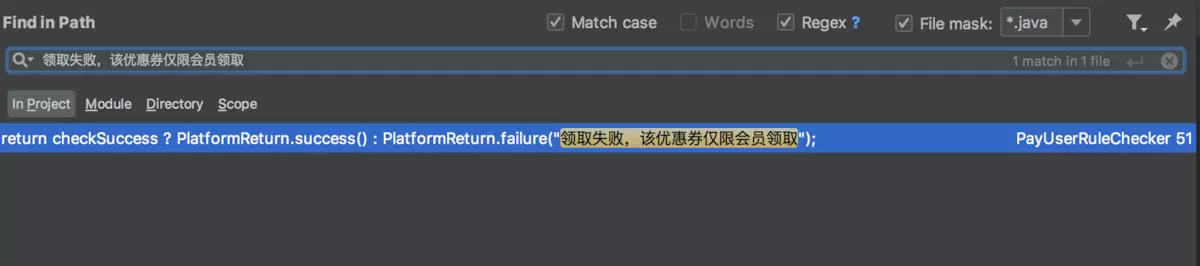 Find in Path Match case Words Regex ? File mask: *.java
领取失败，该优惠券仅限会员领取 1 match in 1 file
In Project Module Directory Scope
return checkSuccess ? PlatformReturn.success() : PlatformReturn.failure("领取失败，该优惠券仅限会员领取"); PayUserRuleChecker 51